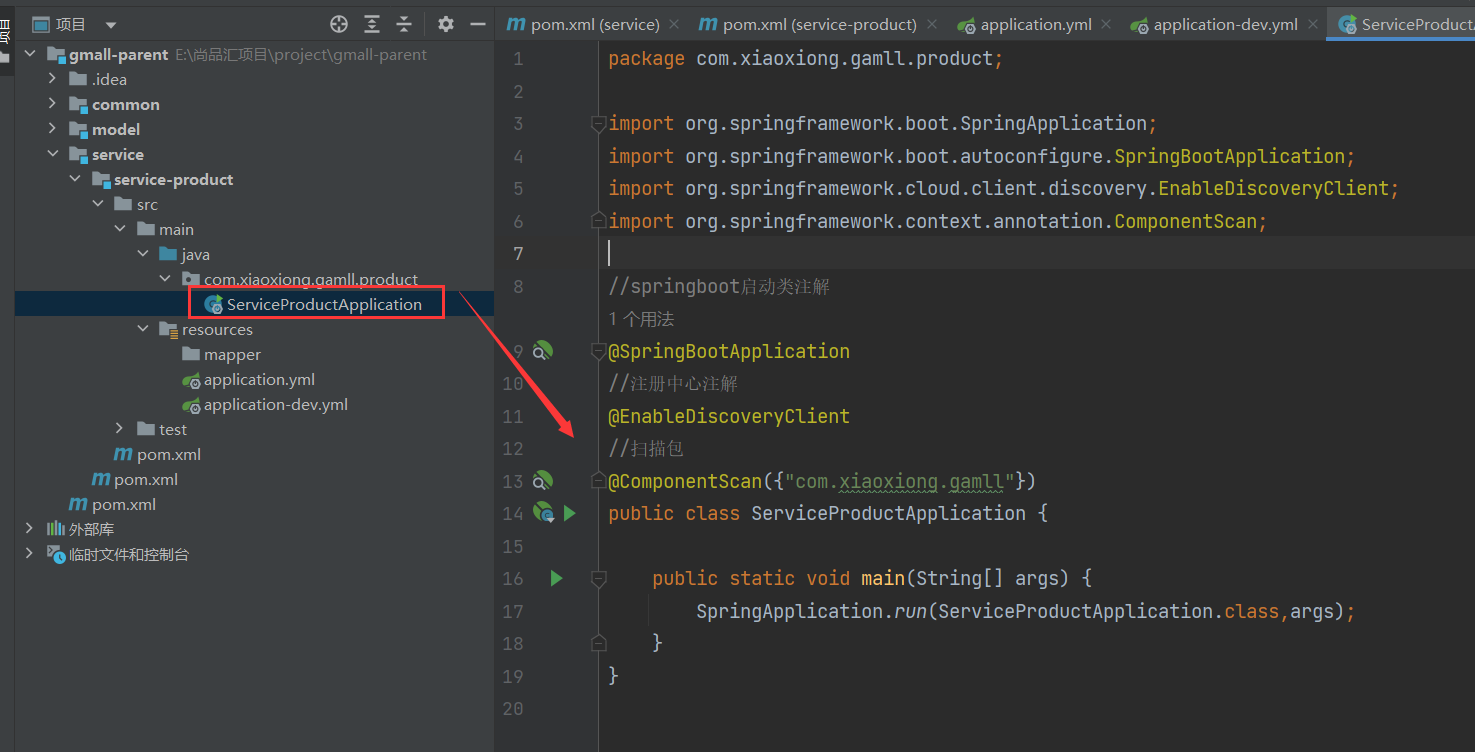 项目
gmall-parent E:\尚品汇项目\project\gmall-parent
.idea
common
model
service
service-product
src
main
java
com.xiaoxiong.gamll.product
ServiceProductApplication
resources
mapper
application.yml
application-dev.yml
test
pom.xml
pom.xml
pom.xml
外部库
临时文件和控制台
pom.xml (service) pom.xml (service-product) application.yml application-dev.yml ServiceProductA
1 package com.xiaoxiong.gamll.product;
2
3 import org.springframework.boot.SpringApplication;
4 import org.springframework.boot.autoconfigure.SpringBootApplication;
5 import org.springframework.cloud.client.discovery.EnableDiscoveryClient;
6 import org.springframework.context.annotation.ComponentScan;
7
8 //springboot启动类注解
1 个用法
9 @SpringBootApplication
10 //注册中心注解
11 @EnableDiscoveryClient
12 //扫描包
13 @ComponentScan({"com.xiaoxiong.gamll"})
14 public class ServiceProductApplication {
15
16 public static void main(String[] args) {
17 SpringApplication.run(ServiceProductApplication.class,args);
18 }
19 }
20